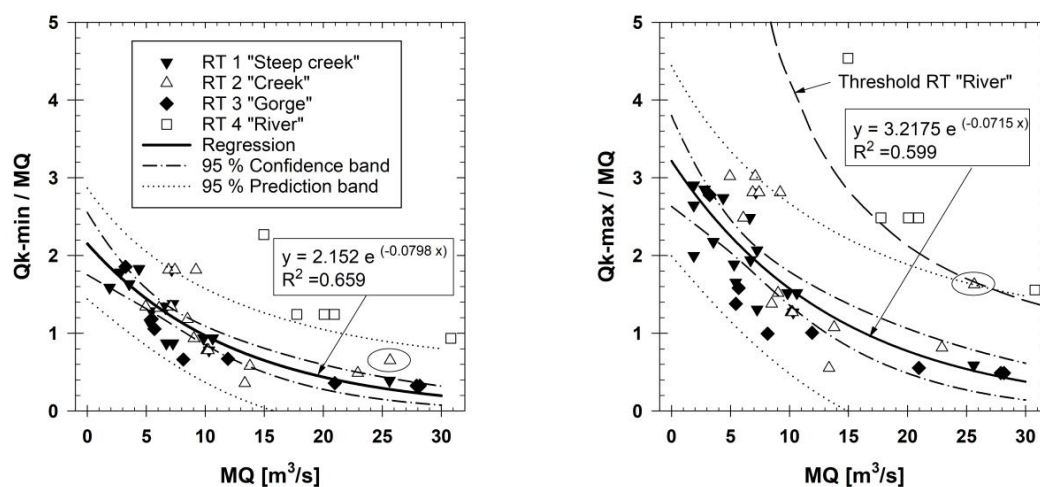 5
4
3
2
1
0
Qk-min / MQ
RT 1 "Steep creek"
RT 2 "Creek"
RT 3 "Gorge"
RT 4 "River"
Regression
95 % Confidence band
95 % Prediction band
y = 2.152 e (-0.0798 x)
R2 =0.659
0 5 10 15 20 25 30
MQ [m3/s]
5
4
3
2
1
0
Qk-max / MQ
Threshold RT "River"
y = 3.2175 e (-0.0715 x)
R2 =0.599
0 5 10 15 20 25 30
MQ [m3/s]